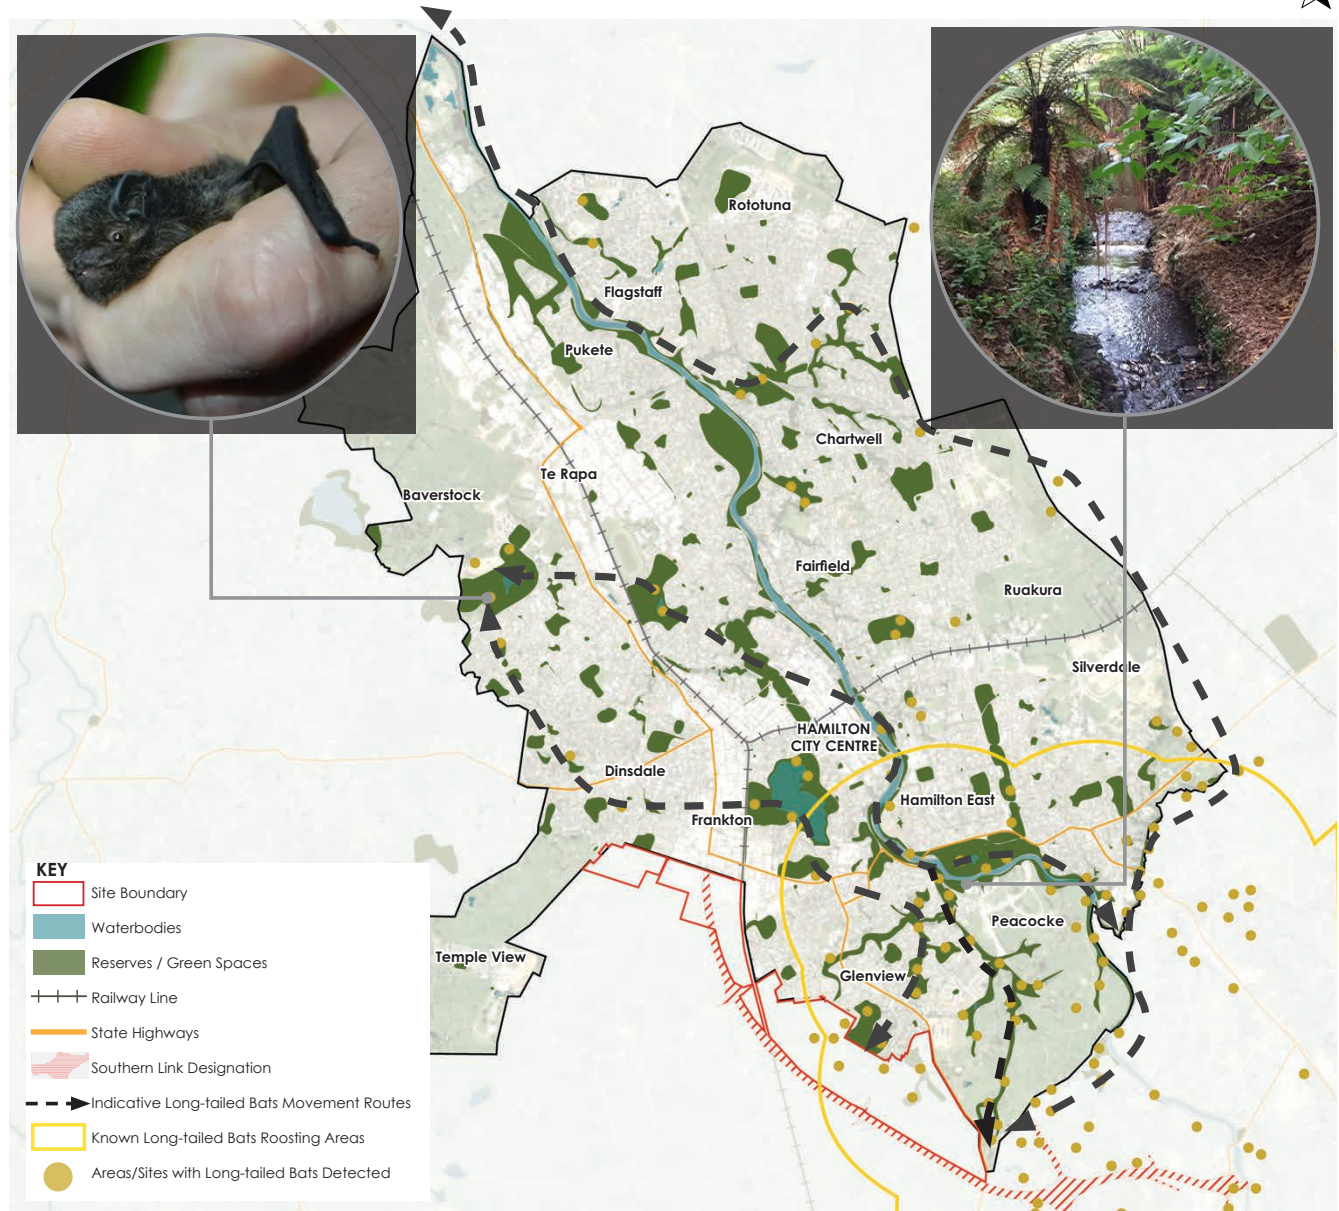 Rototuna
Flagstaff
Pukete
Chartwell
Te Rapa
Baverstock
Fairfield
Ruakura
Silverdale
HAMILTON
CITY CENTRE
Dinsdale
Hamilton East
Frankton
Peacocke
Temple View
Glenview
KEY
Site Boundary
Waterbodies
Reserves / Green Spaces
Railway Line
State Highways
Southern Link Designation
Indicative Long-tailed Bats Movement Routes
Known Long-tailed Bats Roosting Areas
Areas/Sites with Long-tailed Bats Detected